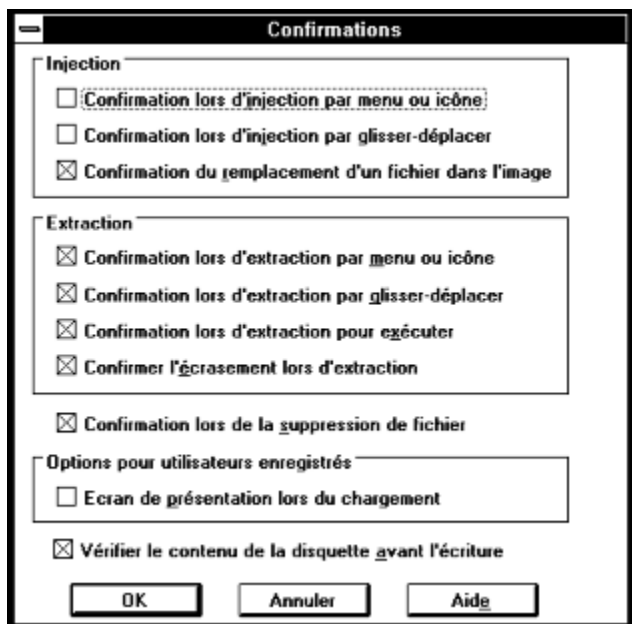 Confirmations
Injection
Confirmation lors d'injection par menu ou icône
Confirmation lors d'injection par glisser-déplacer
Confirmation du remplacement d'un fichier dans l'image
Extraction
Confirmation lors d'extraction par menu ou icône
Confirmation lors d'extraction par glisser-déplacer
Confirmation lors d'extraction pour exécuter
Confirmer l'écrasement lors d'extraction
Confirmation lors de la suppression de fichier
Options pour utilisateurs enregistrés
Ecran de présentation lors du chargement
Vérifier le contenu de la disquette avant l'écriture
OK Annuler Aide